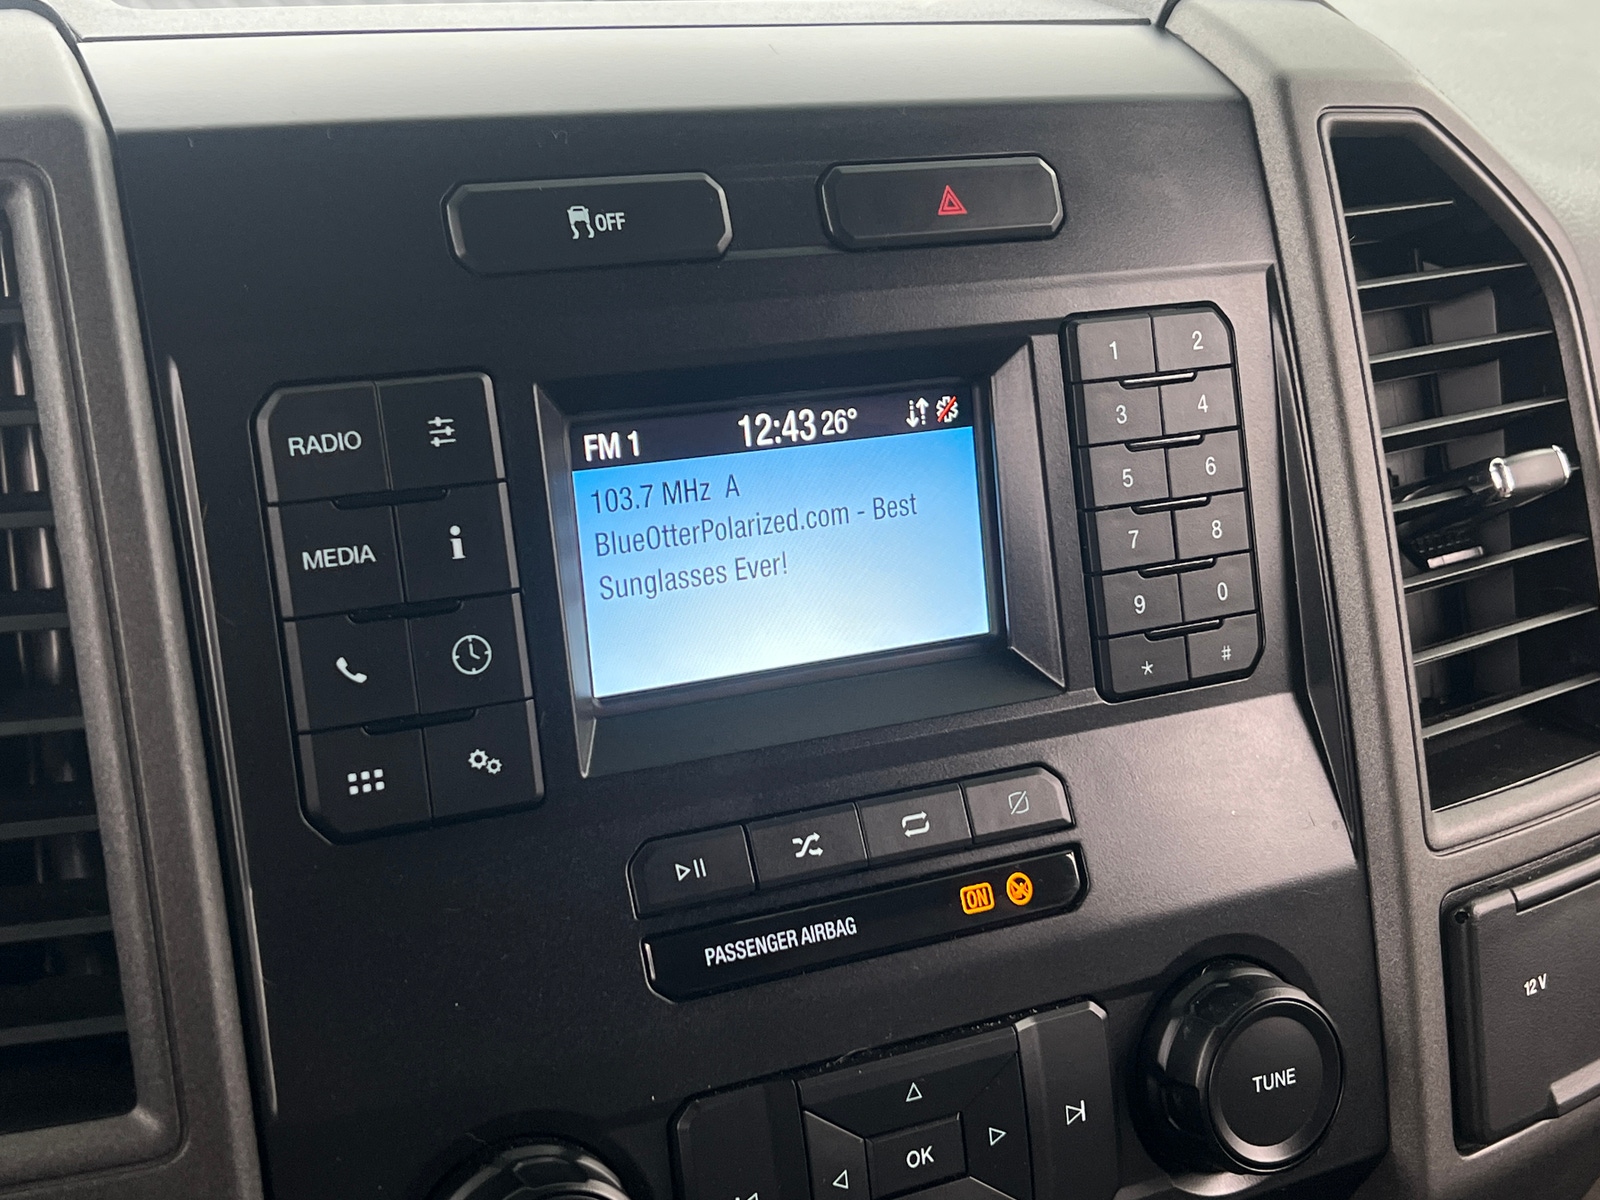 OFF
FM 1 12:43 26°
103.7 MHz A
BlueOtterPolarized.com - Best
Sunglasses Ever!
RADIO
MEDIA
i
1 2
3 4
5 6
7 8
9 0
* #
PASSENGER AIRBAG ON
TUNE
OK
12 V